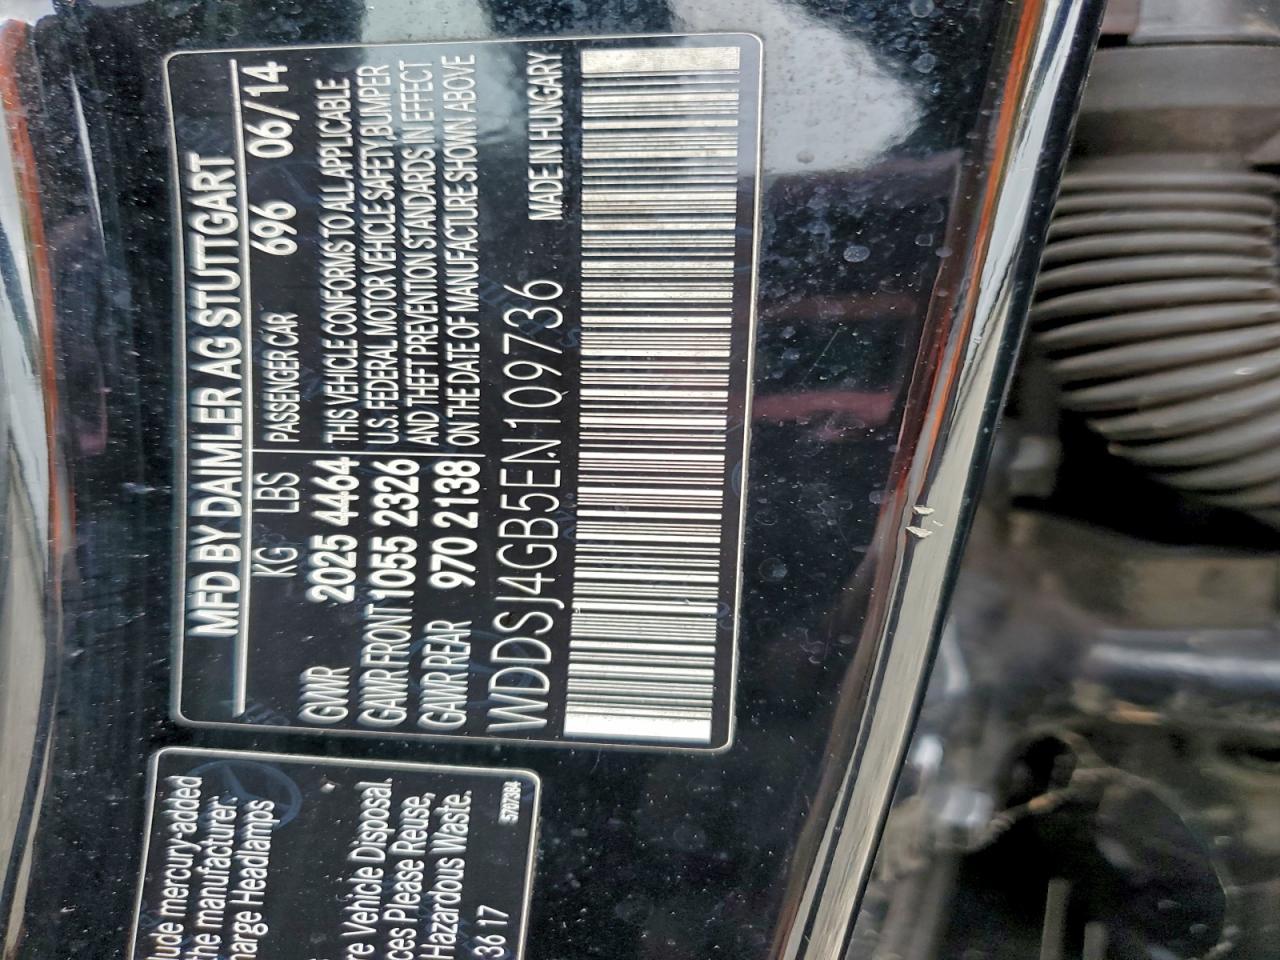 MFD BY DAIMLER AG STUTTGART
KG LBS PASSENGER CAR 696 06/14
GWR 2025 4464 THIS VEHICLE CONFORMS TO ALL APPLICABLE
GAWR FRONT 1055 2326 U.S. FEDERAL MOTOR VEHICLE SAFETY, BUMPER
GAWR REAR 970 2138 AND THEFT PREVENTION STANDARDS IN EFFECT
ON THE DATE OF MANUFACTURE SHOWN ABOVE
WDDSJ4GB5EN109736 MADE IN HUNGARY
lude mercury-added
the manufacturer:
harge Headlamps
re Vehicle Disposal.
ces Please Reuse,
Hazardous Waste.
36 17 5707384